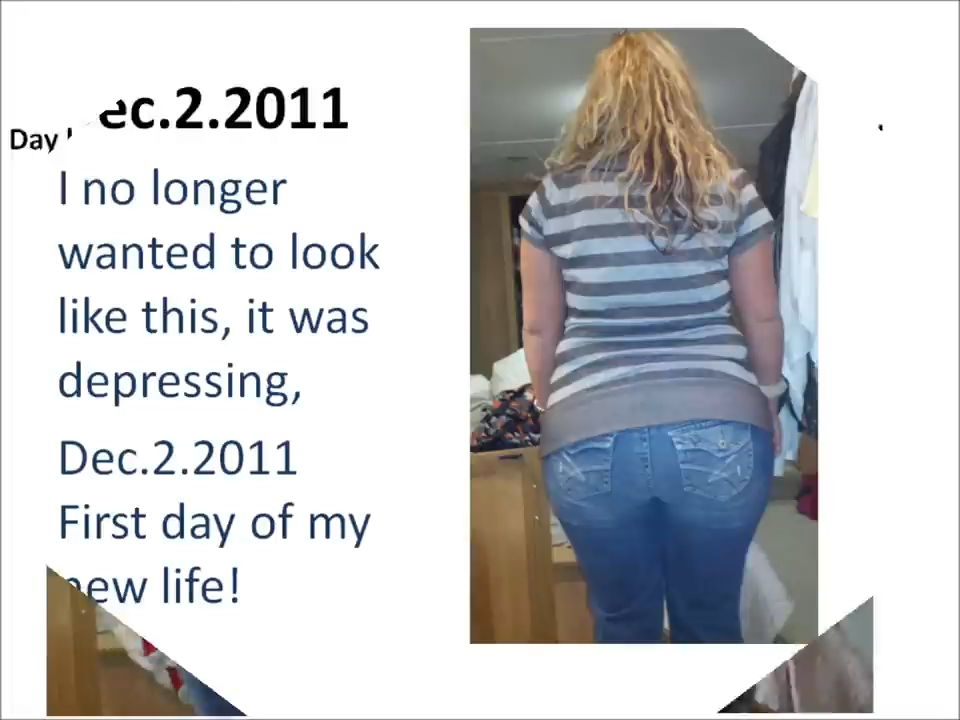 ec.2.2011
Day
I no longer
wanted to look
like this, it was
depressing,
Dec.2.2011
First day of my
new life!